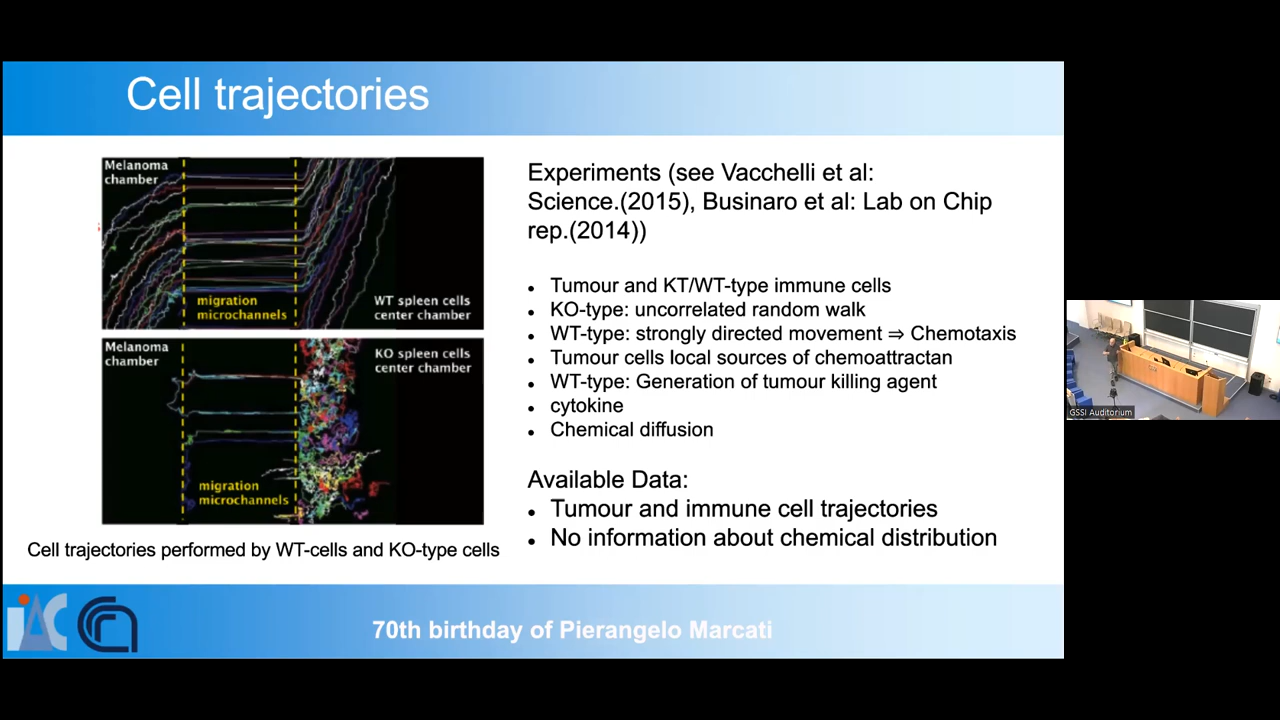 Cell trajectories
Melanoma
chamber
migration
microchannels
WT spleen cells
center chamber
Melanoma
chamber
KO spleen cells
center chamber
migration
microchannels
Cell trajectories performed by WT-cells and KO-type cells
Experiments (see Vacchelli et al:
Science.(2015), Businaro et al: Lab on Chip
rep.(2014))
• Tumour and KT/WT-type immune cells
• KO-type: uncorrelated random walk
• WT-type: strongly directed movement ⇒ Chemotaxis
• Tumour cells local sources of chemoattractan
• WT-type: Generation of tumour killing agent
• cytokine
• Chemical diffusion
Available Data:
• Tumour and immune cell trajectories
• No information about chemical distribution
IAC
70th birthday of Pierangelo Marcati
GSSI Auditorium